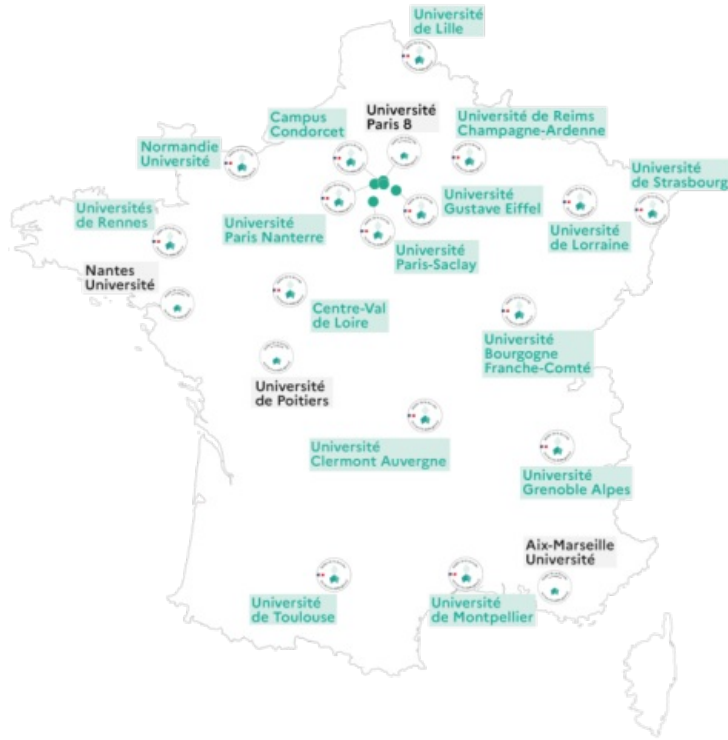 Université
de Lille
Campus
Condorcet
Université
Paris 8
Université de Reims
Champagne-Ardenne
Normandie
Université
Université
de Strasbourg
Universités
de Rennes
Université
Paris Nanterre
Université
Gustave Eiffel
Université
de Lorraine
Université
Paris-Saclay
Nantes
Université
Centre-Val
de Loire
Université
Bourgogne
Franche-Comté
Université
de Poitiers
Université
Clermont Auvergne
Université
Grenoble Alpes
Aix-Marseille
Université
Université
de Toulouse
Université
de Montpellier